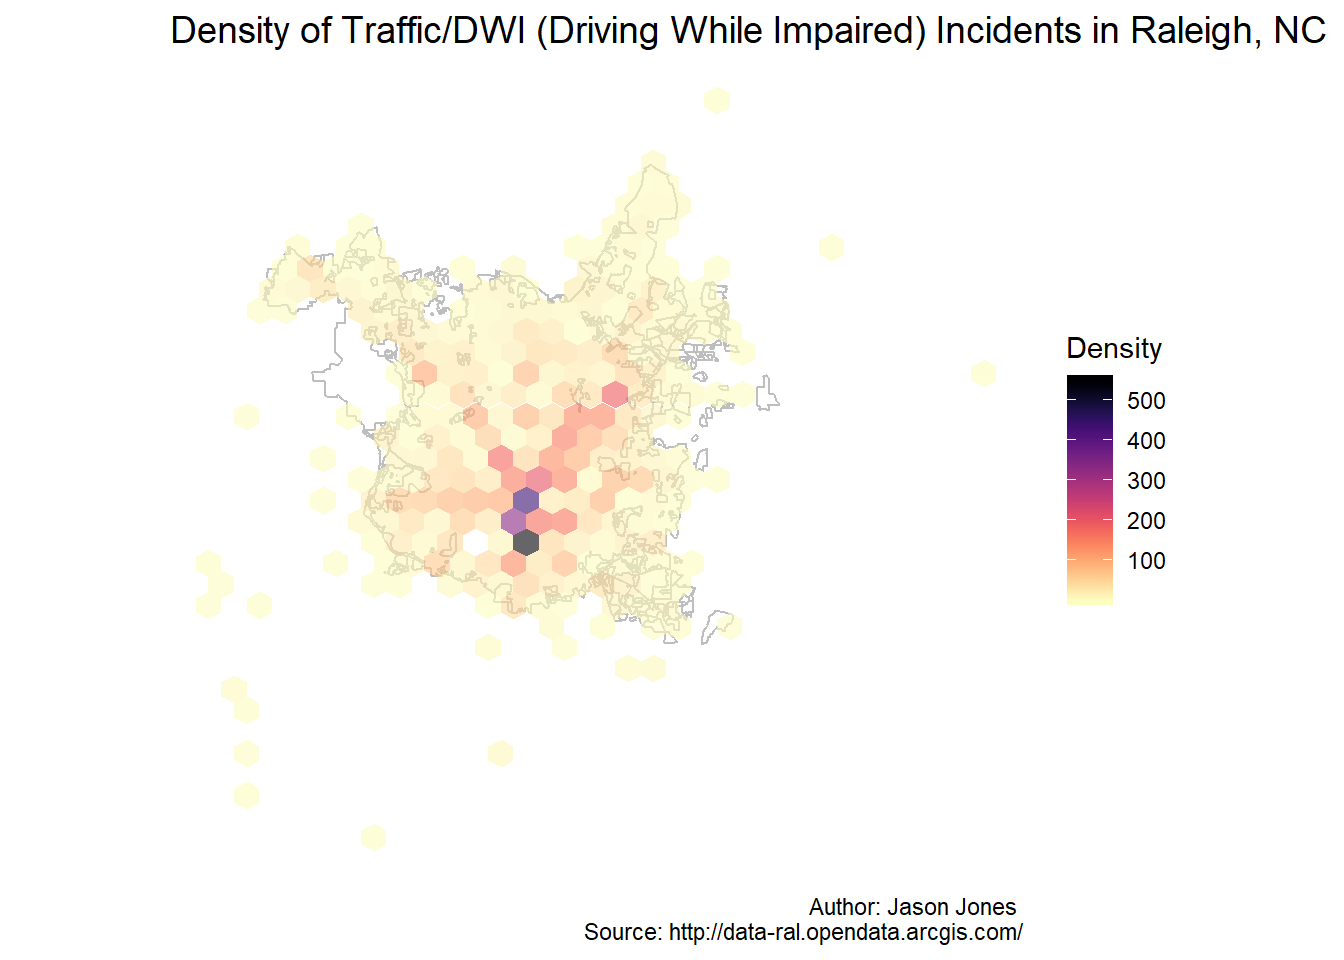 Density of Traffic/DWI (Driving While Impaired) Incidents in Raleigh, NC
Density
500
400
300
200
100
Author: Jason Jones
Source: http://data-ral.opendata.arcgis.com/